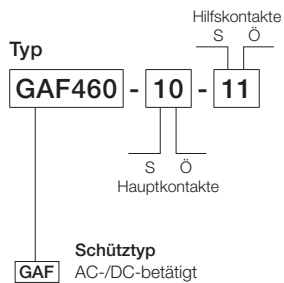 Hilfskontakte
S Ö
Typ
GAF460 - 10 - 11
S Ö
Hauptkontakte
Schütztyp
GAF AC-/DC-betätigt